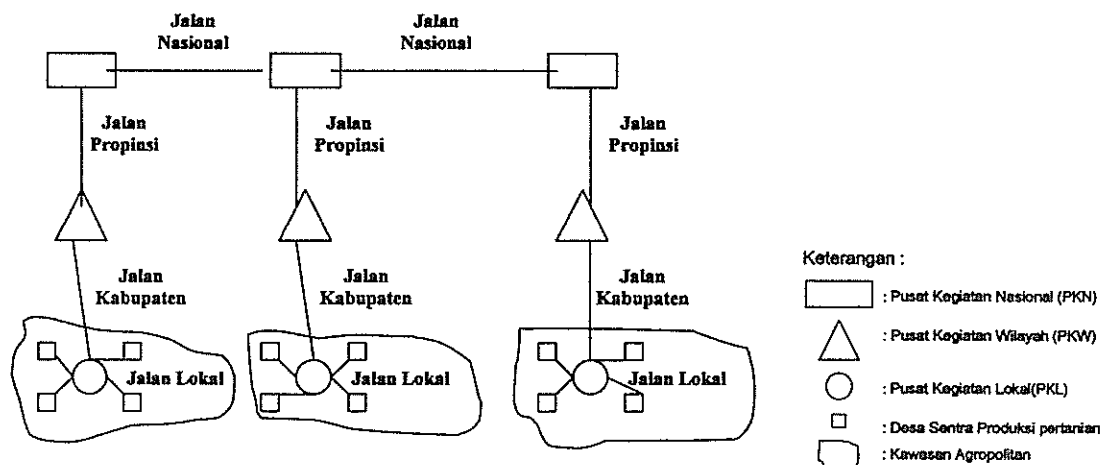 Jalan
Nasional
Jalan
Nasional
Jalan
Propinsi
Jalan
Propinsi
Jalan
Propinsi
Jalan
Kabupaten
Jalan
Kabupaten
Jalan
Kabupaten
Jalan Lokal
Jalan Lokal
Jalan Lokal
Keterangan :
: Pusat Kegiatan Nasional (PKN)
: Pusat Kegiatan Wilayah (PKW)
: Pusat Kegiatan Lokal(PKL)
: Desa Sentra Produksi pertanian
: Kawasan Agropolitan